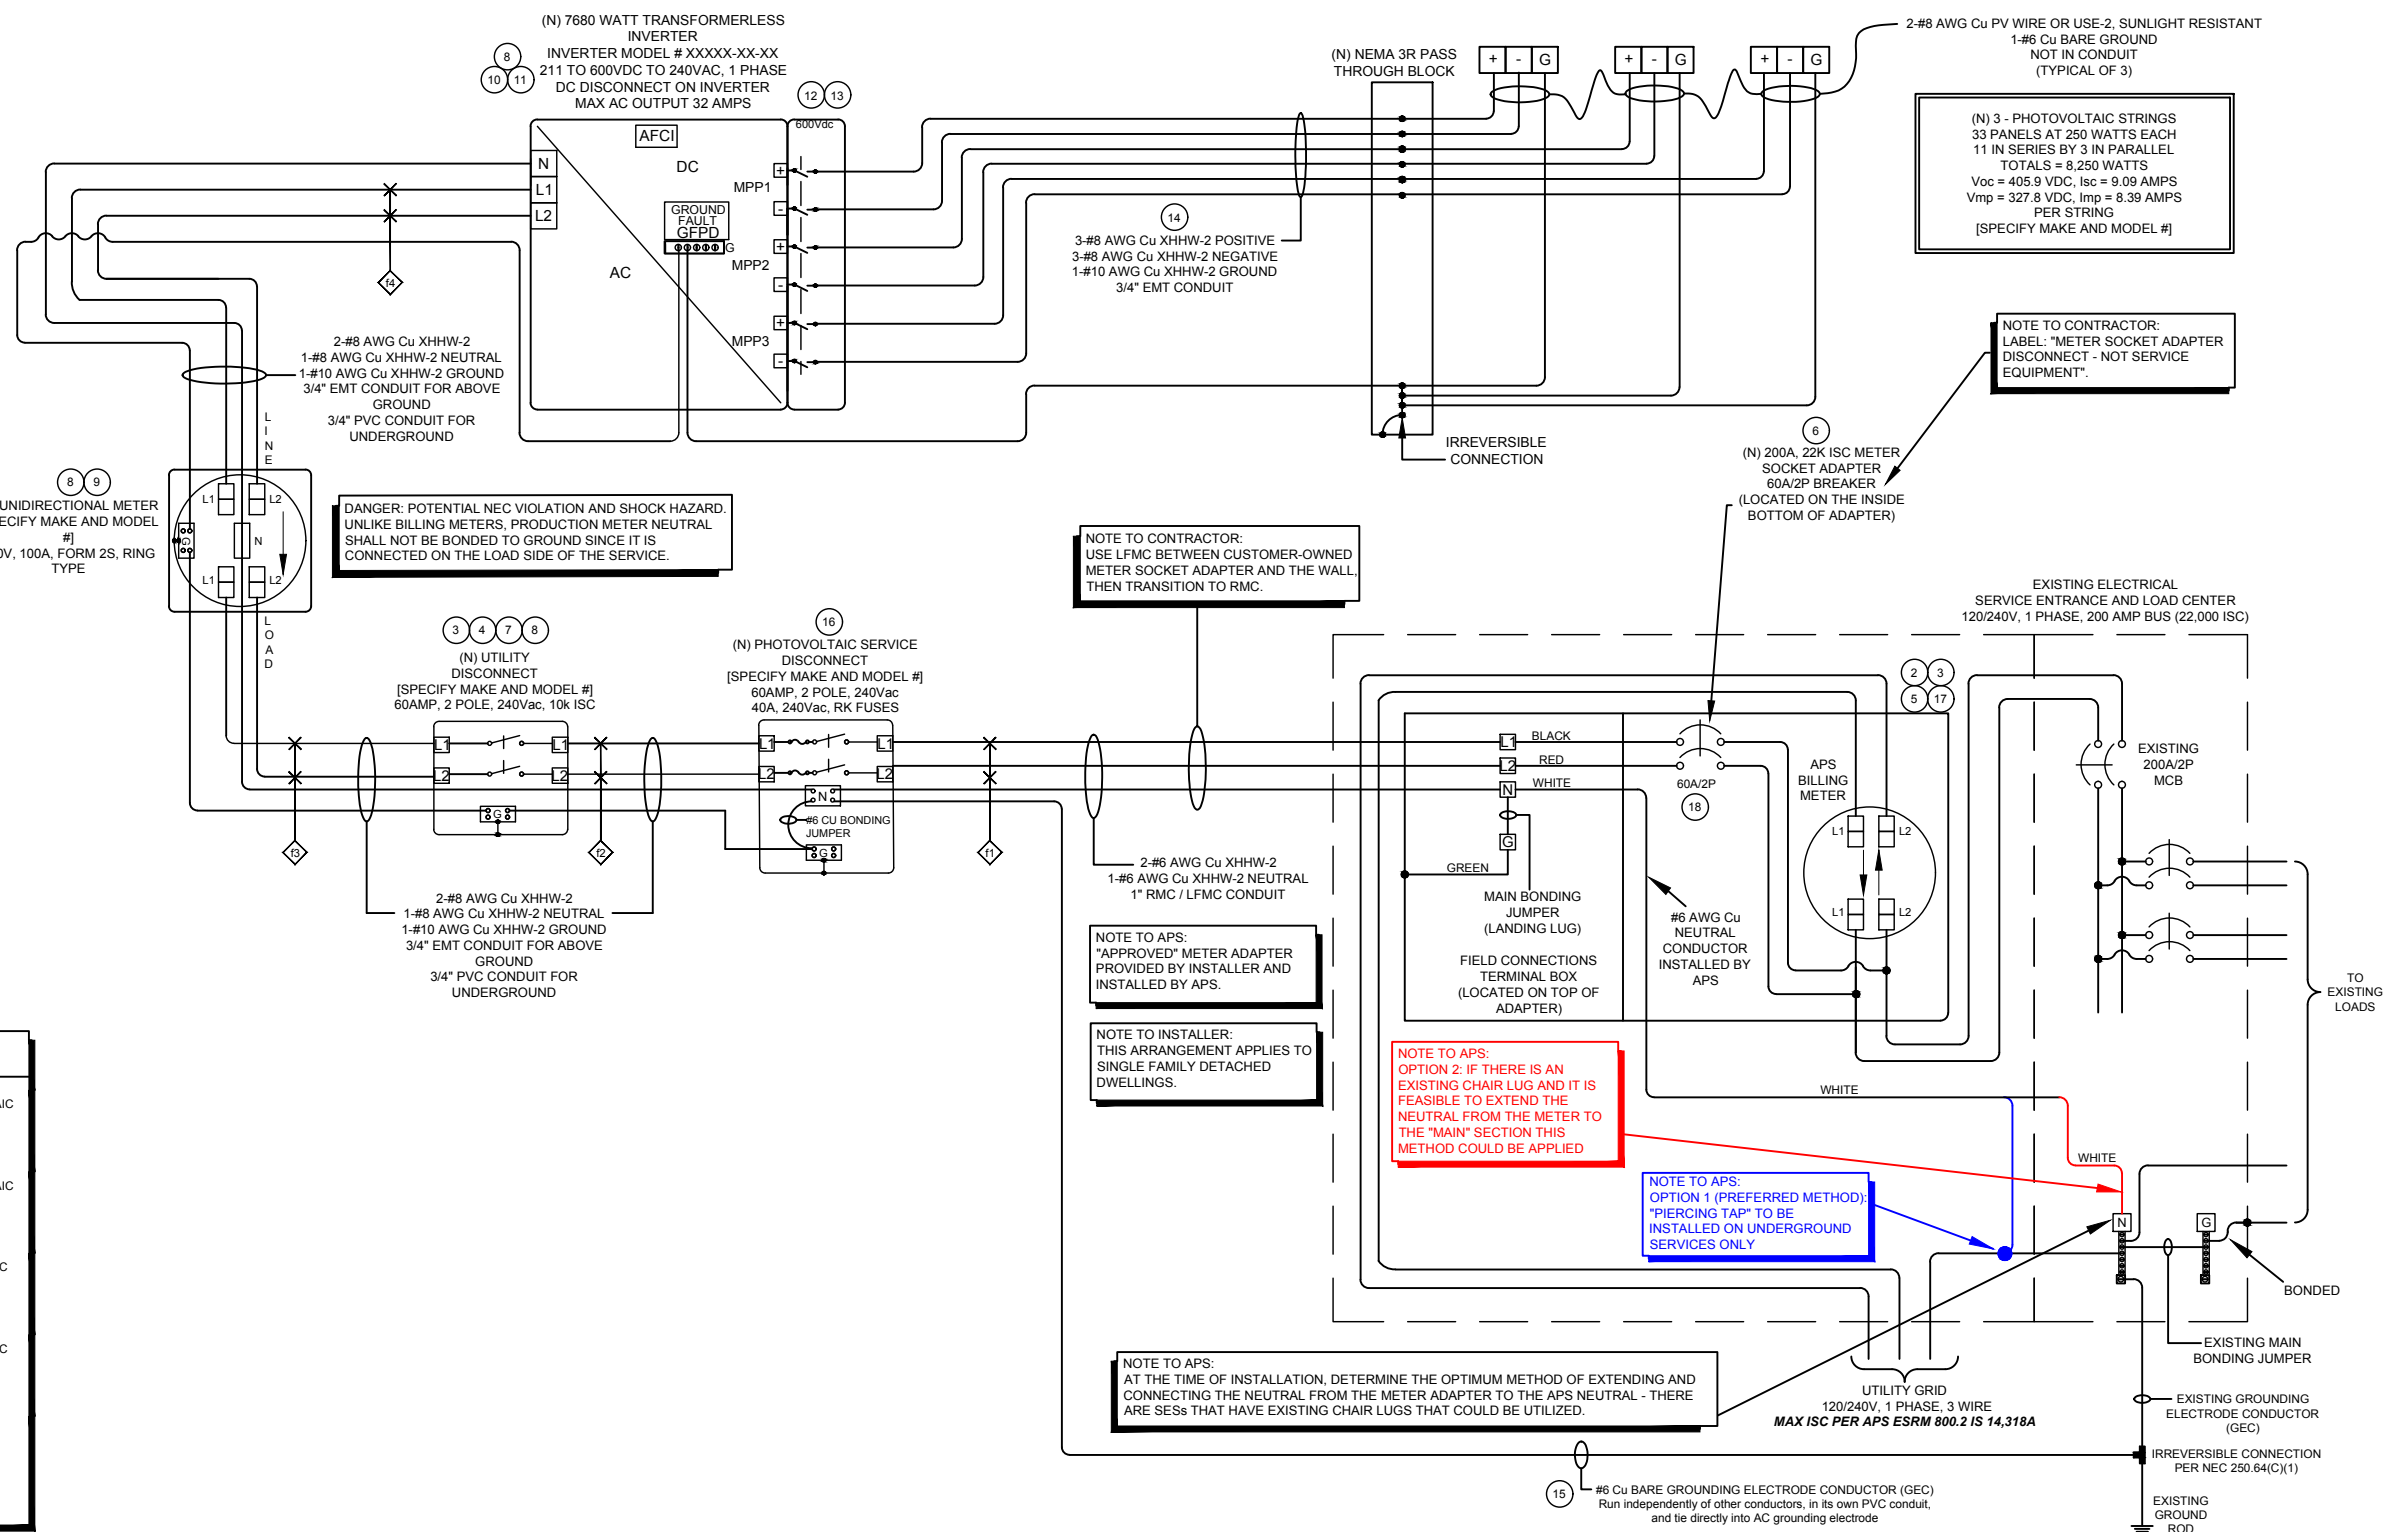 (N) 7680 WATT TRANSFORMERLESS
INVERTER
INVERTER MODEL # XXXXX-XX-XX
211 TO 600VDC TO 240VAC, 1 PHASE
DC DISCONNECT ON INVERTER
MAX AC OUTPUT 32 AMPS
8
10
11
12
13
600Vdc
AFCI
DC
AC
N
L1
L2
GROUND
FAULT
GFPD
G
MPP1
MPP2
MPP3
+
-
+
-
+
-
(N) NEMA 3R PASS
THROUGH BLOCK
+ - G
+ - G
+ - G
2-#8 AWG Cu PV WIRE OR USE-2, SUNLIGHT RESISTANT
1-#6 Cu BARE GROUND
NOT IN CONDUIT
(TYPICAL OF 3)
(N) 3 - PHOTOVOLTAIC STRINGS
33 PANELS AT 250 WATTS EACH
11 IN SERIES BY 3 IN PARALLEL
TOTALS = 8,250 WATTS
Voc = 405.9 VDC, Isc = 9.09 AMPS
Vmp = 327.8 VDC, Imp = 8.39 AMPS
PER STRING
[SPECIFY MAKE AND MODEL #]
14
3-#8 AWG Cu XHHW-2 POSITIVE
3-#8 AWG Cu XHHW-2 NEGATIVE
1-#10 AWG Cu XHHW-2 GROUND
3/4" EMT CONDUIT
f4
2-#8 AWG Cu XHHW-2
1-#8 AWG Cu XHHW-2 NEUTRAL
1-#10 AWG Cu XHHW-2 GROUND
3/4" EMT CONDUIT FOR ABOVE
GROUND
3/4" PVC CONDUIT FOR
UNDERGROUND
IRREVERSIBLE
CONNECTION
NOTE TO CONTRACTOR:
LABEL: "METER SOCKET ADAPTER
DISCONNECT - NOT SERVICE
EQUIPMENT".
6
(N) 200A, 22K ISC METER
SOCKET ADAPTER
60A/2P BREAKER
(LOCATED ON THE INSIDE
BOTTOM OF ADAPTER)
LINE
8
9
UNIDIRECTIONAL METER
ECIFY MAKE AND MODEL
#]
0V, 100A, FORM 2S, RING
TYPE
L1
L2
G
N
L1
L2
LOAD
DANGER: POTENTIAL NEC VIOLATION AND SHOCK HAZARD.
UNLIKE BILLING METERS, PRODUCTION METER NEUTRAL
SHALL NOT BE BONDED TO GROUND SINCE IT IS
CONNECTED ON THE LOAD SIDE OF THE SERVICE.
NOTE TO CONTRACTOR:
USE LFMC BETWEEN CUSTOMER-OWNED
METER SOCKET ADAPTER AND THE WALL,
THEN TRANSITION TO RMC.
EXISTING ELECTRICAL
SERVICE ENTRANCE AND LOAD CENTER
120/240V, 1 PHASE, 200 AMP BUS (22,000 ISC)
3
4
7
8
(N) UTILITY
DISCONNECT
[SPECIFY MAKE AND MODEL #]
60AMP, 2 POLE, 240Vac, 10k ISC
L1
L1
L2
L2
G
16
(N) PHOTOVOLTAIC SERVICE
DISCONNECT
[SPECIFY MAKE AND MODEL #]
60AMP, 2 POLE, 240Vac
40A, 240Vac, RK FUSES
L1
L1
L2
L2
N
#6 CU BONDING
JUMPER
G
f3
f2
f1
2-#8 AWG Cu XHHW-2
1-#8 AWG Cu XHHW-2 NEUTRAL
1-#10 AWG Cu XHHW-2 GROUND
3/4" EMT CONDUIT FOR ABOVE
GROUND
3/4" PVC CONDUIT FOR
UNDERGROUND
2-#6 AWG Cu XHHW-2
1-#6 AWG Cu XHHW-2 NEUTRAL
1" RMC / LFMC CONDUIT
L1
BLACK
L2
RED
N
WHITE
G
GREEN
60A/2P
18
MAIN BONDING
JUMPER
(LANDING LUG)
FIELD CONNECTIONS
TERMINAL BOX
(LOCATED ON TOP OF
ADAPTER)
#6 AWG Cu
NEUTRAL
CONDUCTOR
INSTALLED BY
APS
2
3
5
17
APS
BILLING
METER
L1
L2
L1
L2
EXISTING
200A/2P
MCB
TO
EXISTING
LOADS
NOTE TO APS:
"APPROVED" METER ADAPTER
PROVIDED BY INSTALLER AND
INSTALLED BY APS.
NOTE TO INSTALLER:
THIS ARRANGEMENT APPLIES TO
SINGLE FAMILY DETACHED
DWELLINGS.
NOTE TO APS:
OPTION 2: IF THERE IS AN
EXISTING CHAIR LUG AND IT IS
FEASIBLE TO EXTEND THE
NEUTRAL FROM THE METER TO
THE "MAIN" SECTION THIS
METHOD COULD BE APPLIED
WHITE
WHITE
NOTE TO APS:
OPTION 1 (PREFERRED METHOD):
"PIERCING TAP" TO BE
INSTALLED ON UNDERGROUND
SERVICES ONLY
N
G
BONDED
EXISTING MAIN
BONDING JUMPER
NOTE TO APS:
AT THE TIME OF INSTALLATION, DETERMINE THE OPTIMUM METHOD OF EXTENDING AND
CONNECTING THE NEUTRAL FROM THE METER ADAPTER TO THE APS NEUTRAL - THERE
ARE SESs THAT HAVE EXISTING CHAIR LUGS THAT COULD BE UTILIZED.
UTILITY GRID
120/240V, 1 PHASE, 3 WIRE
MAX ISC PER APS ESRM 800.2 IS 14,318A
EXISTING GROUNDING
ELECTRODE CONDUCTOR
(GEC)
IRREVERSIBLE CONNECTION
PER NEC 250.64(C)(1)
EXISTING
GROUND
ROD
15
#6 Cu BARE GROUNDING ELECTRODE CONDUCTOR (GEC)
Run independently of other conductors, in its own PVC conduit,
and tie directly into AC grounding electrode